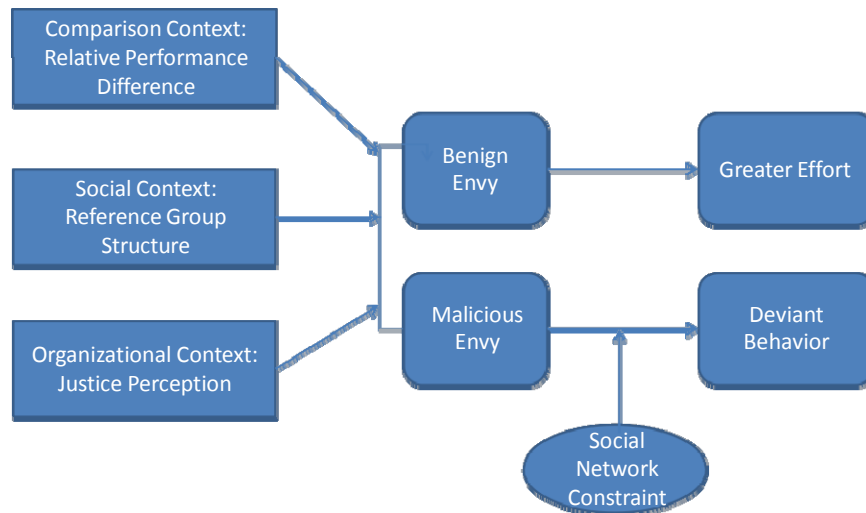 Comparison Context:
Relative Performance
Difference
Social Context:
Reference Group
Structure
Organizational Context:
Justice Perception
Benign
Envy
Malicious
Envy
Greater Effort
Deviant
Behavior
Social
Network
Constraint